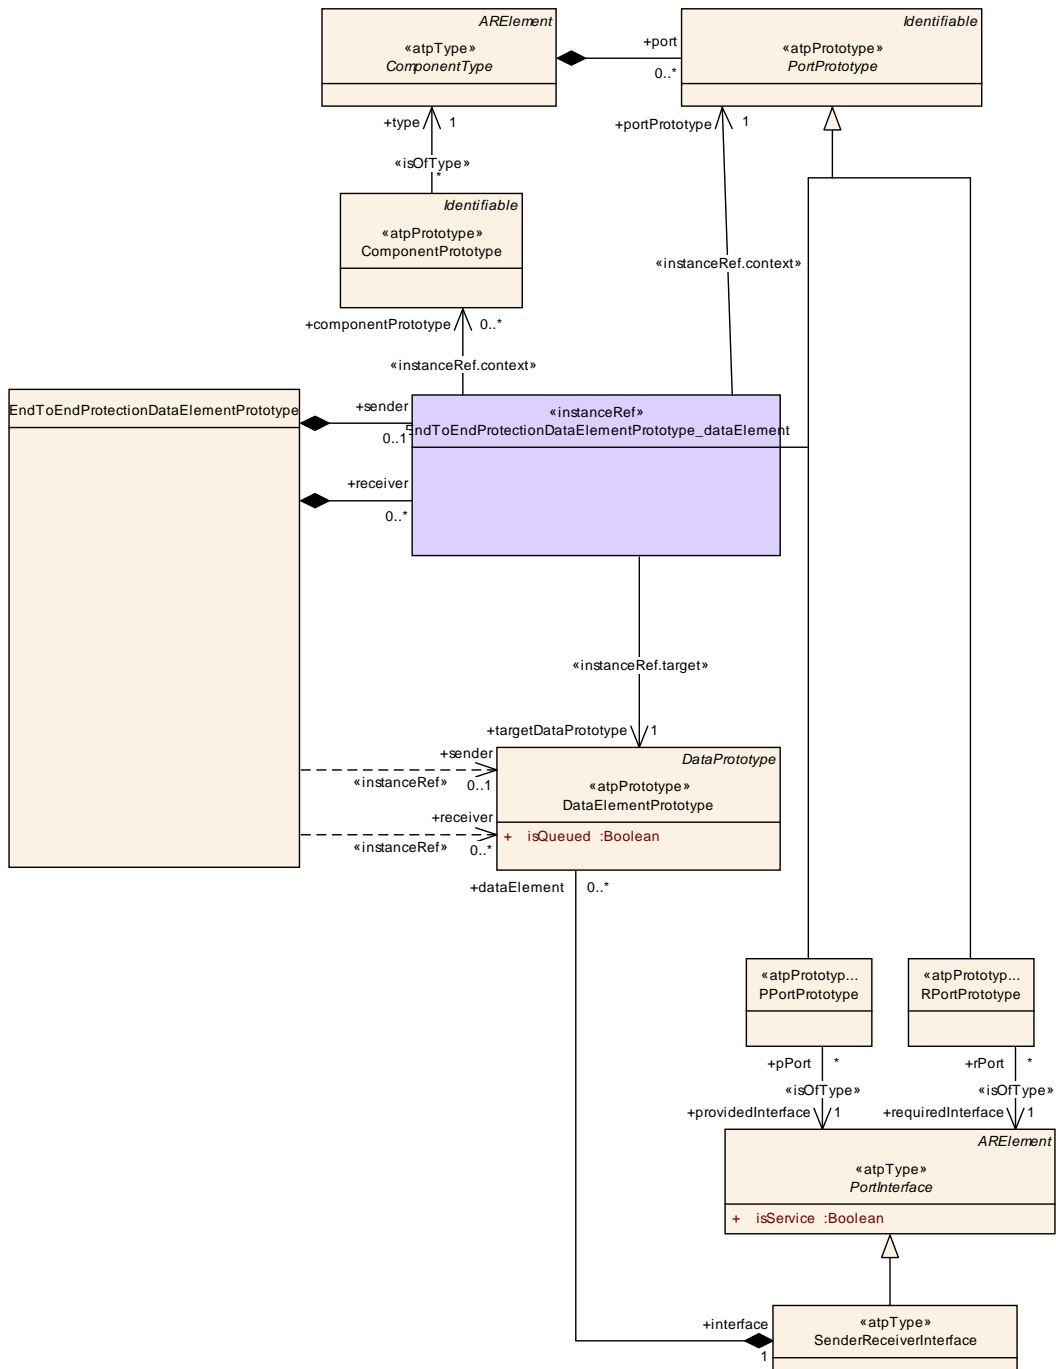 ARElement
«atpType»
ComponentType
+port
0..*
Identifiable
«atpPrototype»
PortPrototype
+type
1
«isOfType»
*
+portPrototype
1
Identifiable
«atpPrototype»
ComponentPrototype
«instanceRef.context»
+componentPrototype
0..*
«instanceRef.context»
EndToEndProtectionDataElementPrototype
+sender
0..1
«instanceRef»
EndToEndProtectionDataElementPrototype_dataElement
+receiver
0..*
«instanceRef.target»
+targetDataPrototype
1
+sender
0..1
«instanceRef»
DataPrototype
«atpPrototype»
DataElementPrototype
+receiver
0..*
«instanceRef»
+ isQueued :Boolean
+dataElement
0..*
«atpPrototyp...
PPortPrototype
«atpPrototyp...
RPortPrototype
+pPort
*
+rPort
*
«isOfType»
«isOfType»
+providedInterface
1
+requiredInterface
1
ARElement
«atpType»
PortInterface
+ isService :Boolean
+interface
1
«atpType»
SenderReceiverInterface